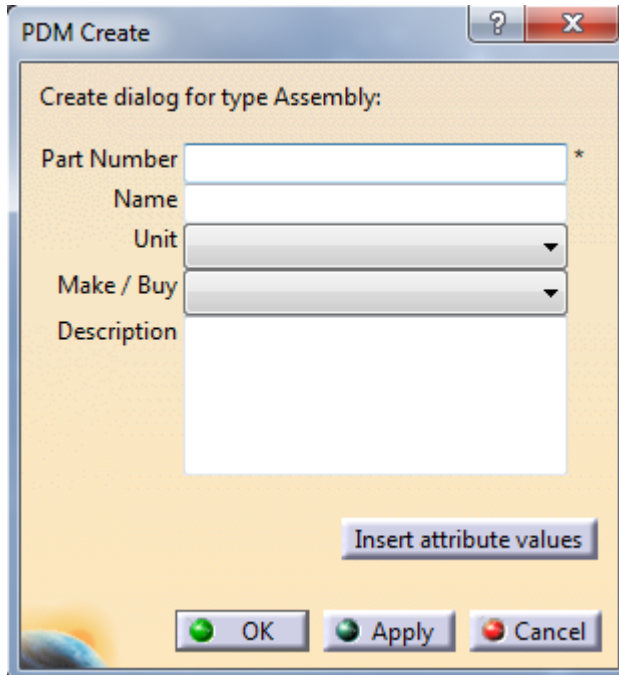 PDM Create
?
X
Create dialog for type Assembly:
Part Number *
Name
Unit
Make / Buy
Description
Insert attribute values
OK Apply Cancel